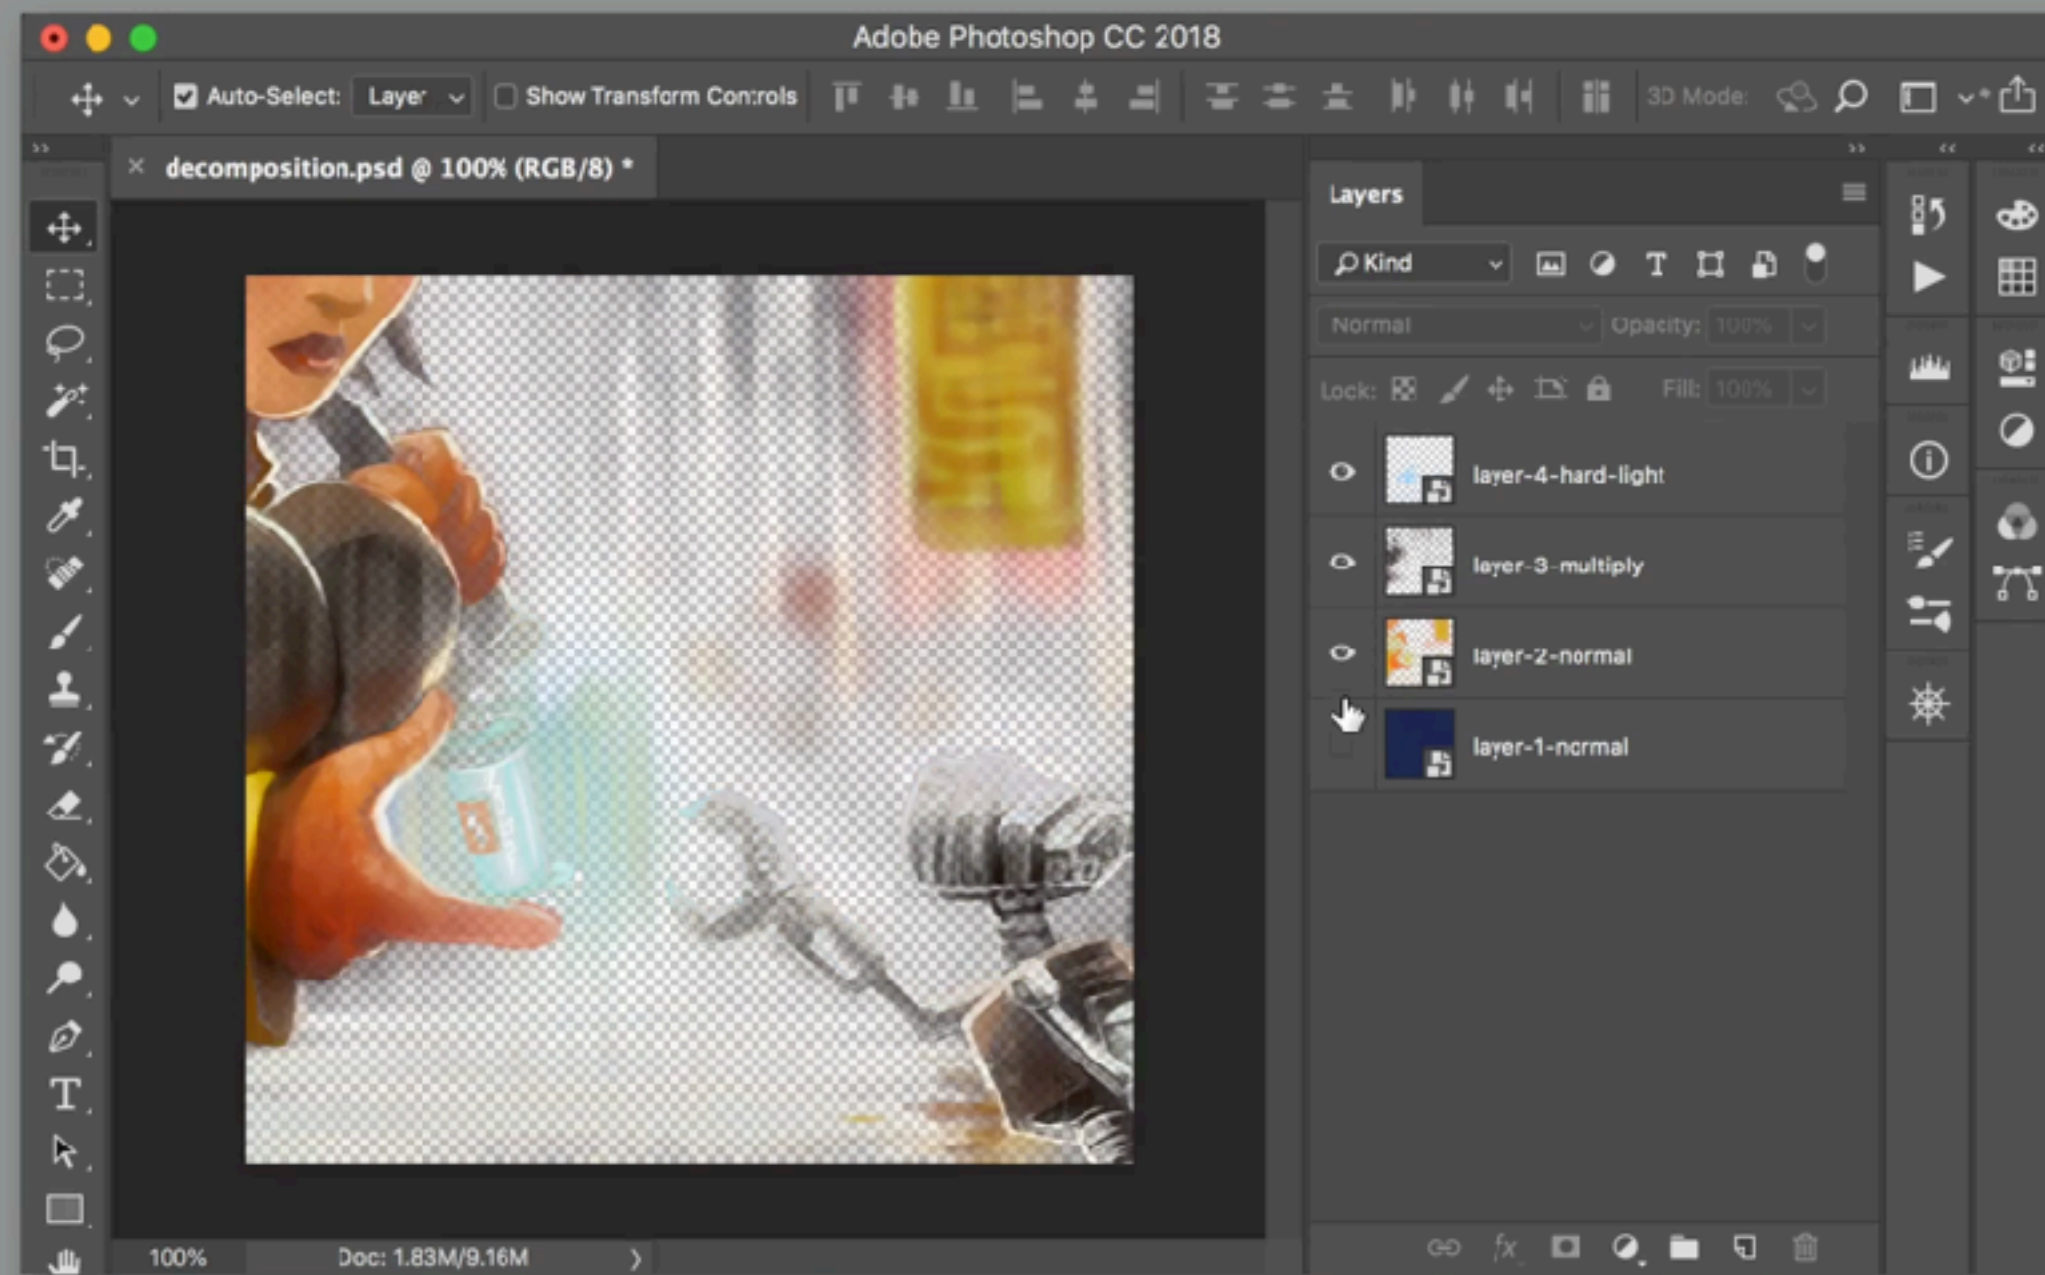 Adobe Photoshop CC 2018
Auto-Select: Layer Show Transform Controls 3D Mode:
decomposition.psd @ 100% (RGB/8) *
Layers
Kind
Normal Opacity: 100%
Lock: Fill: 100%
layer-4-hard-light
layer-3-multiply
layer-2-normal
layer-1-normal
fx
100% Doc: 1.83M/9.16M